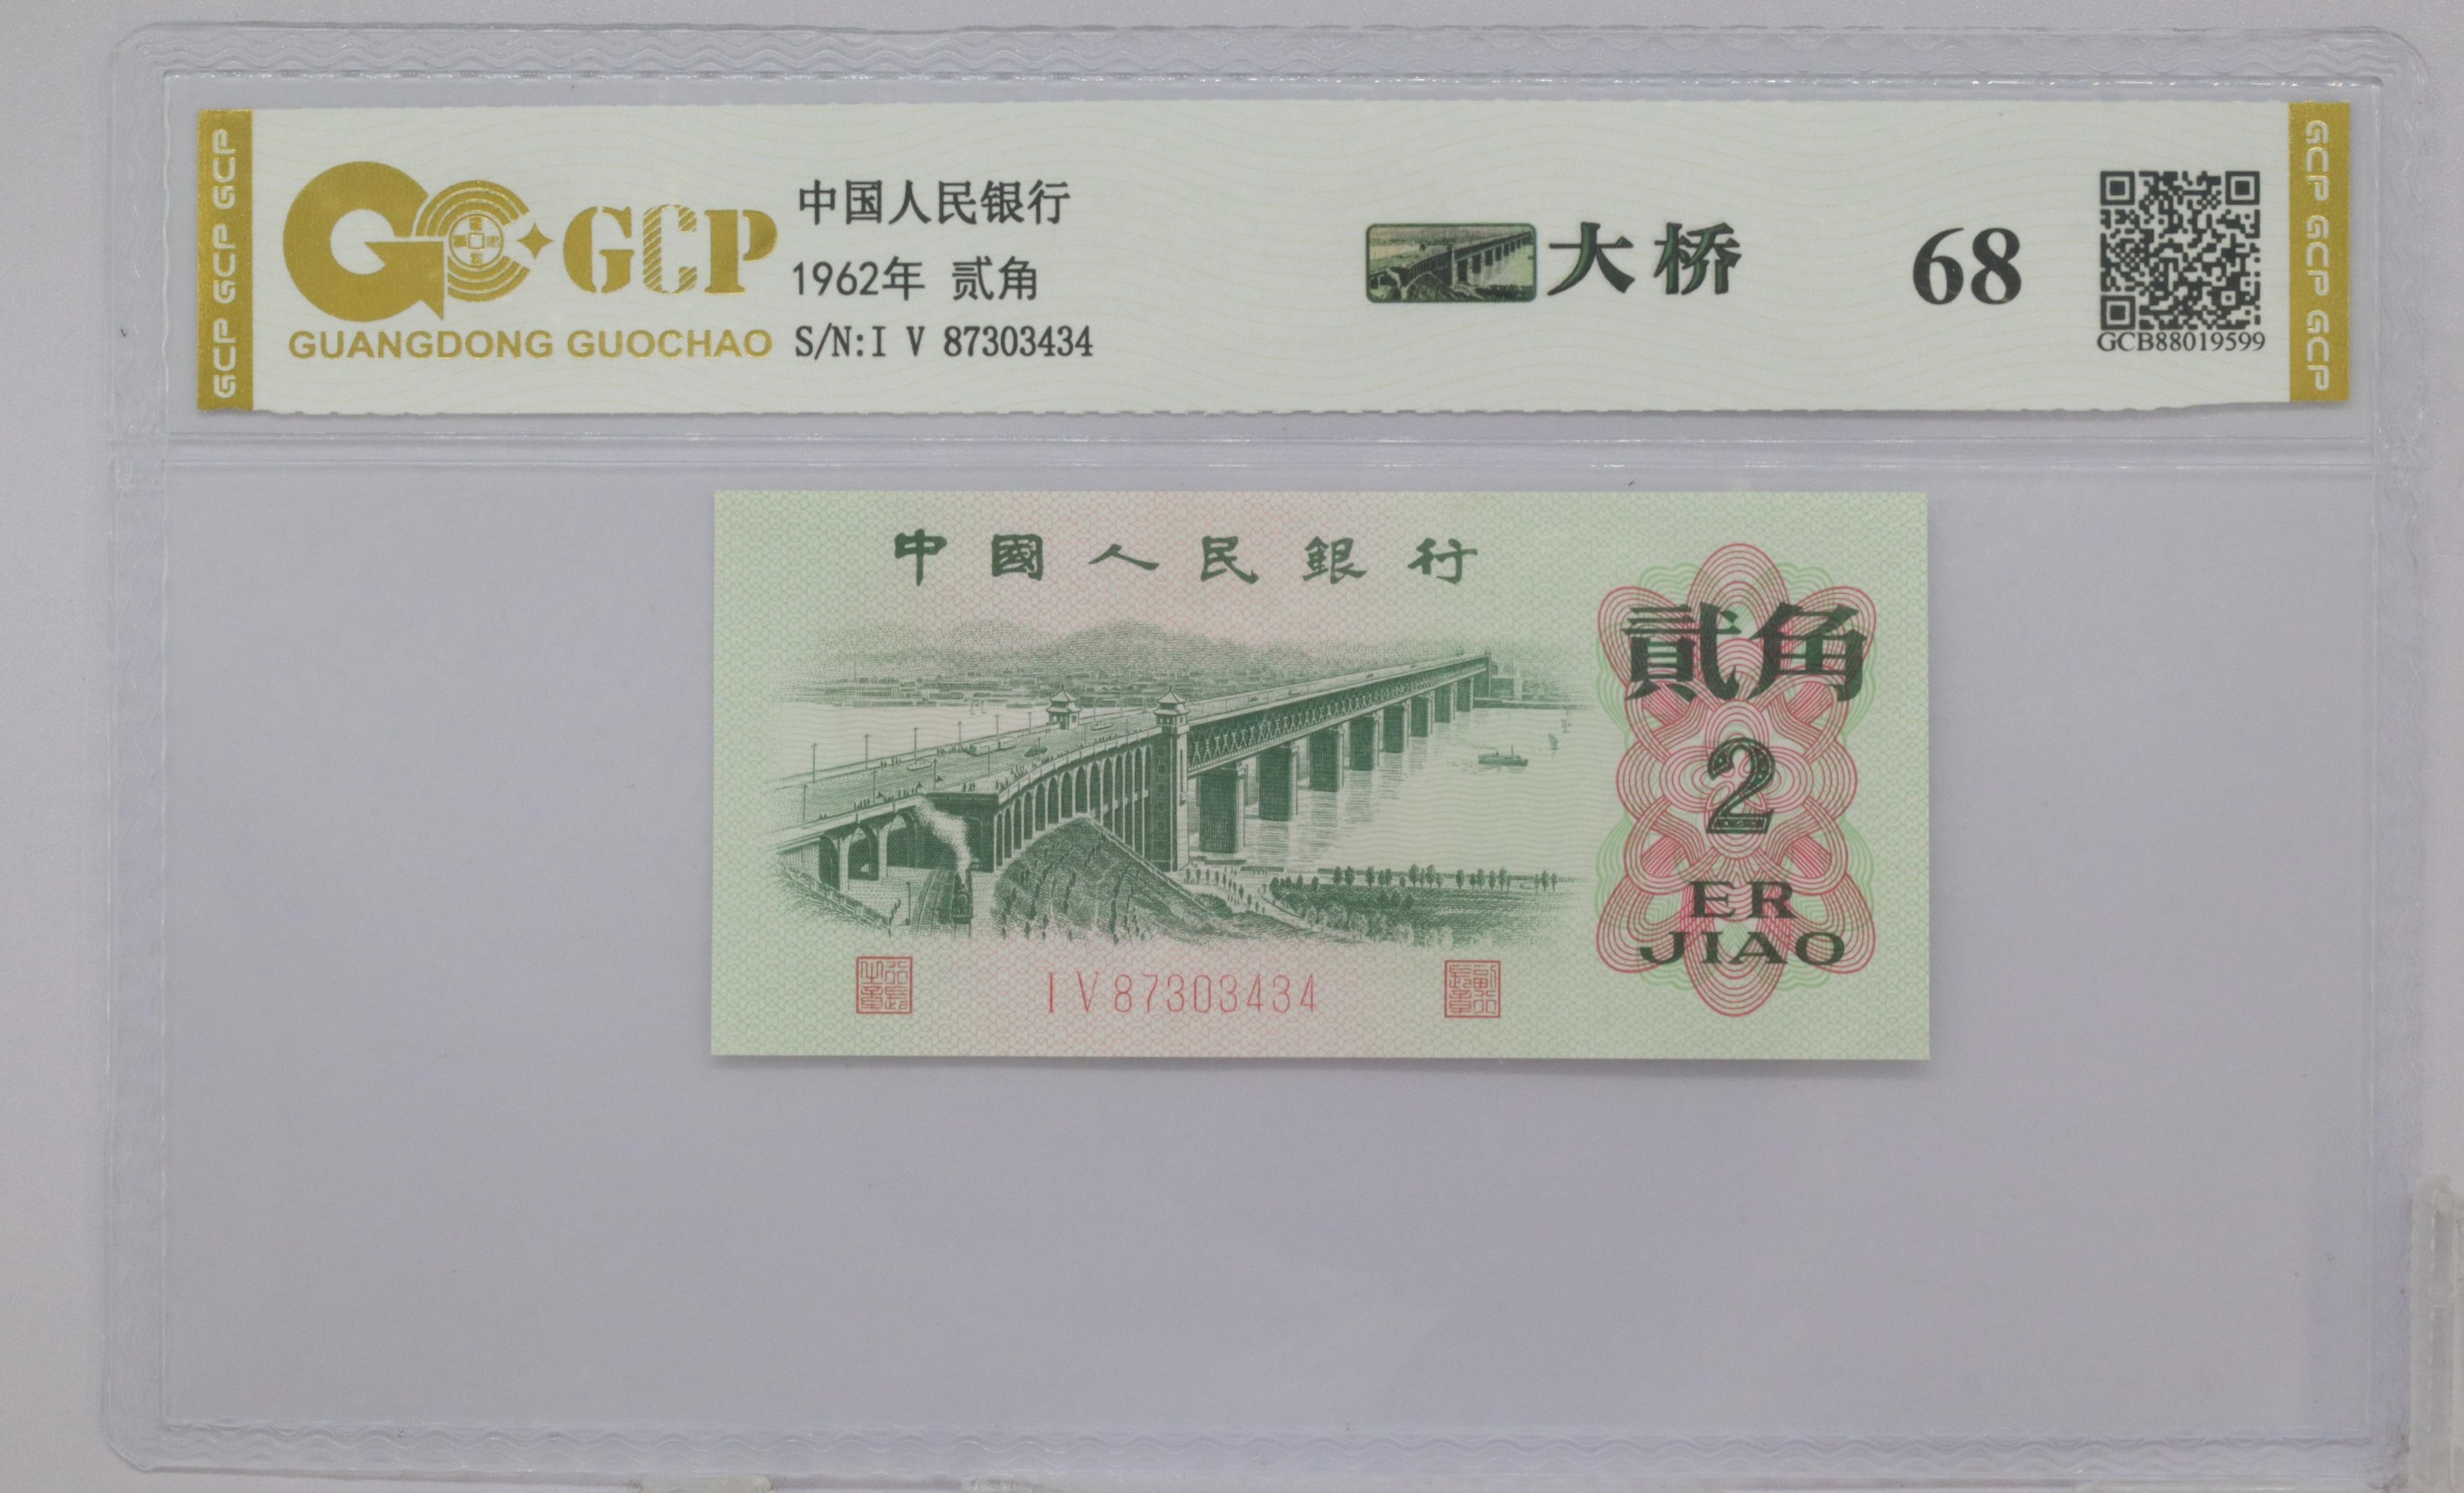 GCP GCP GCP
GCP
GUANGDONG GUOCHAO
中国人民银行
1962年 贰角
S/N:I V 87303434
大桥
68
GCB88019599
GCP GCP GCP
中國人民銀行
貳角
2
ER
JIAO
I V 87303434